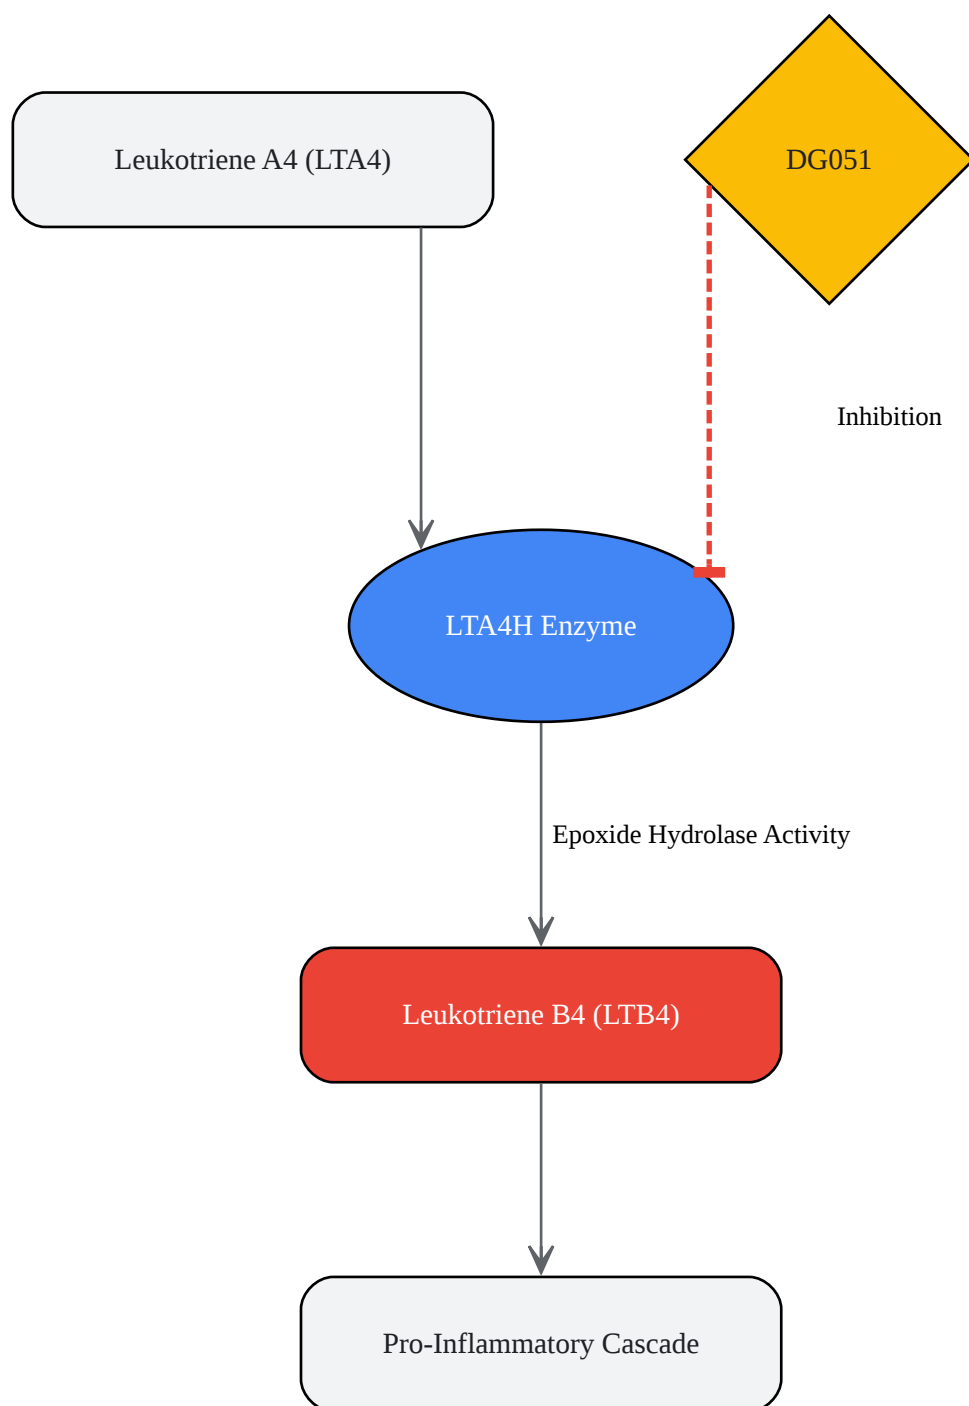 Leukotriene A4 (LTA4)
DG051
Inhibition
LTA4H Enzyme
Epoxide Hydrolase Activity
Leukotriene B4 (LTB4)
Pro-Inflammatory Cascade